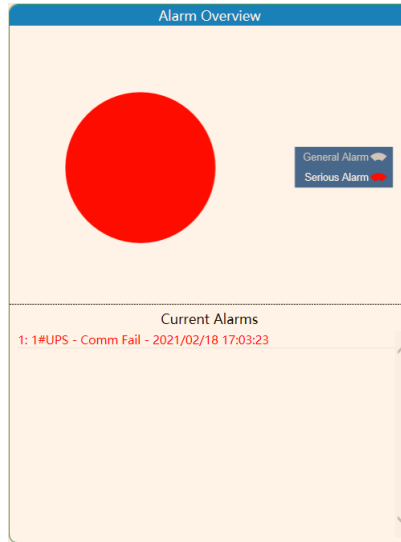 Alarm Overview
General Alarm
Serious Alarm
Current Alarms
1: 1#UPS - Comm Fail - 2021/02/18 17:03:23